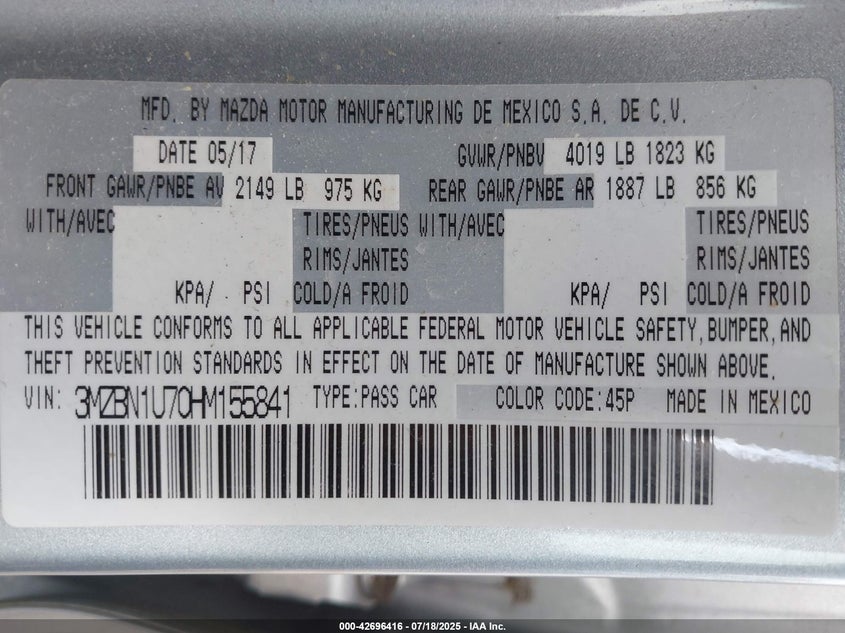 MFD. BY MAZDA MOTOR MANUFACTURING DE MEXICO S.A. DE C.V.
DATE 05/17 GVWR/PNBV 4019 LB 1823 KG
FRONT GAWR/PNBE AV 2149 LB 975 KG REAR GAWR/PNBE AR 1887 LB 856 KG
WITH/AVEC TIRES/PNEUS WITH/AVEC TIRES/PNEUS
RIMS/JANTES RIMS/JANTES
KPA/ PSI COLD/A FROID KPA/ PSI COLD/A FROID
THIS VEHICLE CONFORMS TO ALL APPLICABLE FEDERAL MOTOR VEHICLE SAFETY, BUMPER, AND
THEFT PREVENTION STANDARDS IN EFFECT ON THE DATE OF MANUFACTURE SHOWN ABOVE.
VIN: 3MZBN1U70HM155841 TYPE: PASS CAR COLOR CODE: 45P MADE IN MEXICO
000-42696416 - 07/18/2025 - IAA Inc.